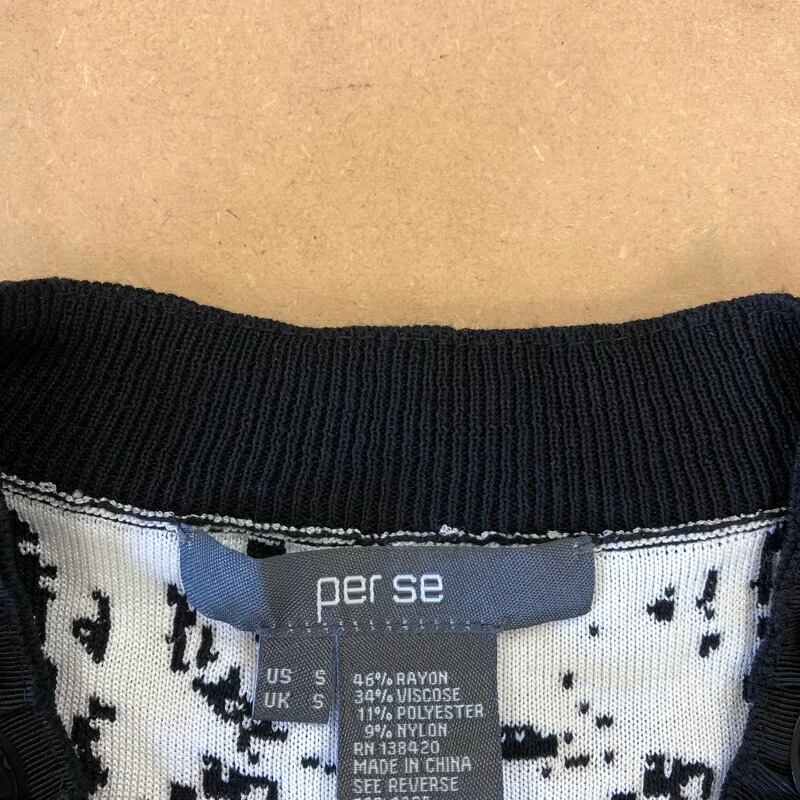 per se
US S
UK S
46% RAYON
34% VISCOSE
11% POLYESTER
9% NYLON
RN 138420
MADE IN CHINA
SEE REVERSE